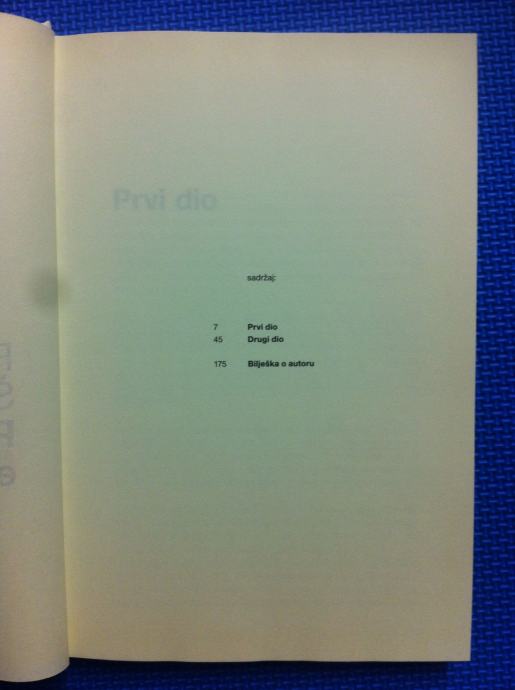 Prvi dio
sadržaj:
7 Prvi dio
45 Drugi dio
175 Bilješka o autoru